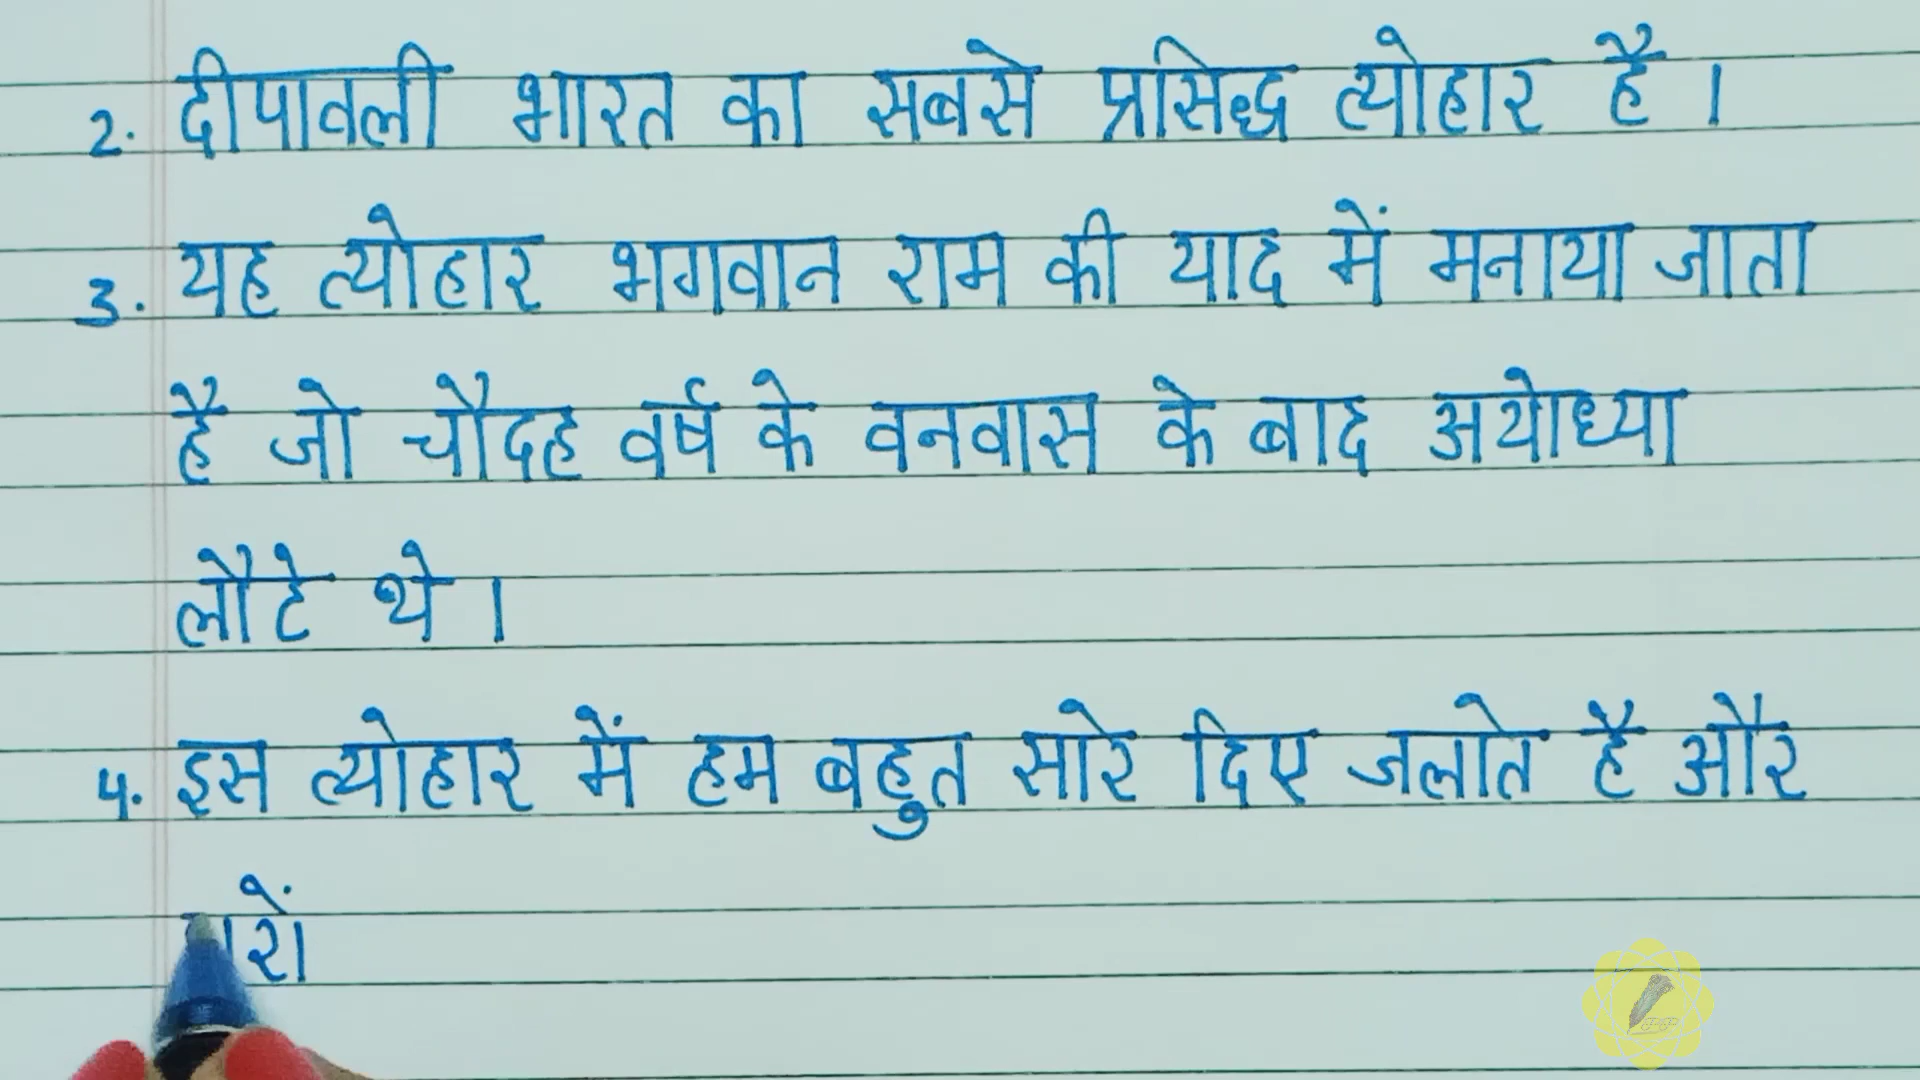 2. दीपावली भारत का सबसे प्रसिद्ध त्योहार है ।
3. यह त्योहार भगवान राम की याद में मनाया जाता
है जो चौदह वर्ष के वनवास के बाद अयोध्या
लौटे थे ।
4. इस त्योहार में हम बहुत सारे दिए जलाते हैं और